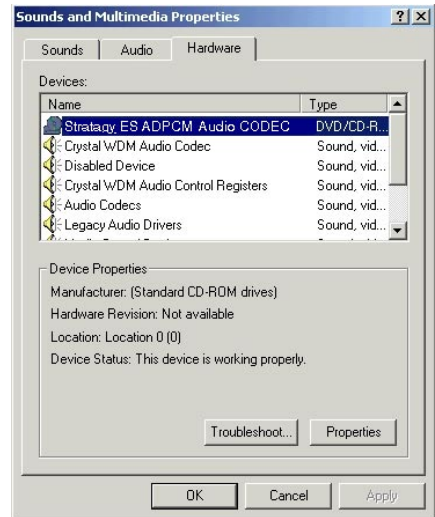 Sounds and Multimedia Properties
Sounds
Audio
Hardware
Devices:
Name Type
Stratagy ES ADPCM Audio CODEC DVD/CD-R...
Crystal WDM Audio Codec Sound, vid...
Disabled Device Sound, vid...
Crystal WDM Audio Control Registers Sound, vid...
Audio Codecs Sound, vid...
Legacy Audio Drivers Sound, vid...
Device Properties
Manufacturer: (Standard CD-ROM drives)
Hardware Revision: Not available
Location: Location 0 (0)
Device Status: This device is working properly.
Troubleshoot... Properties
OK Cancel Apply